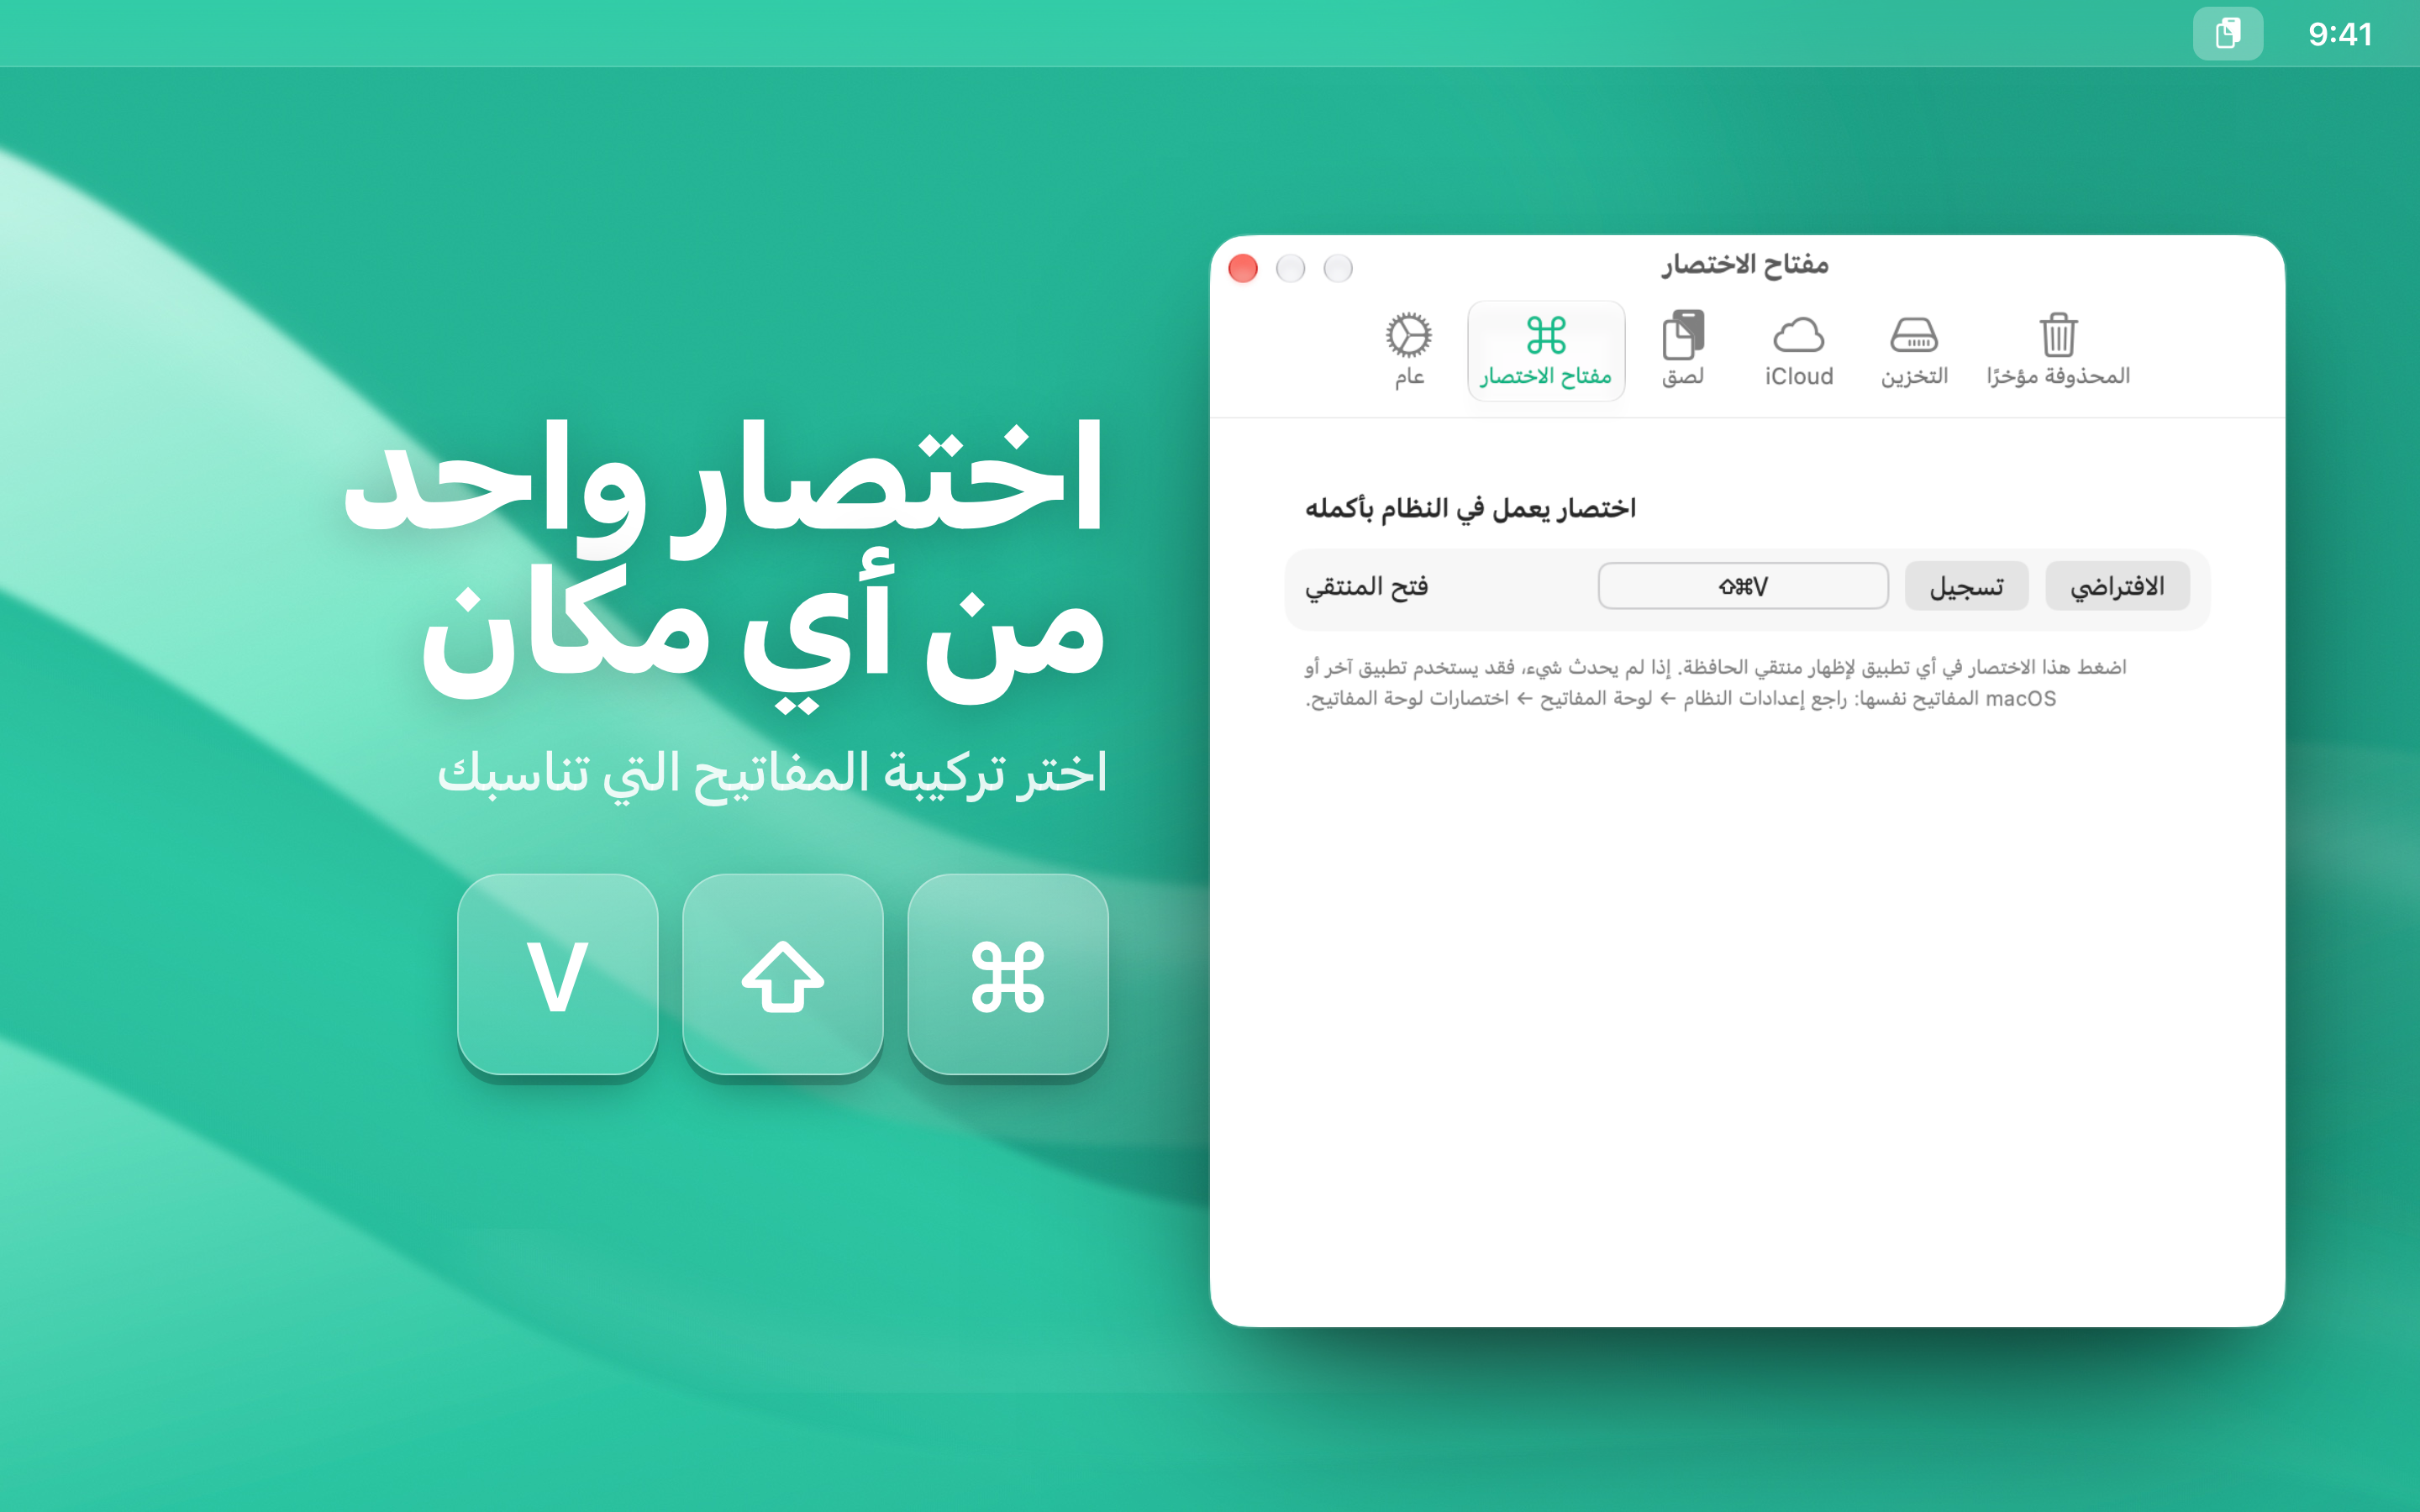 9:41
مفتاح الاختصار
عام
مفتاح الاختصار
لصق
iCloud
التخزين
المحذوفة مؤخرًا
اختصار يعمل في النظام بأكمله
فتح المنتقي
⇧⌘V
تسجيل
الافتراضي
اضغط هذا الاختصار في أي تطبيق لإظهار منتقي الحافظة. إذا لم يحدث شيء، فقد يستخدم تطبيق آخر أو
macOS المفاتيح نفسها: راجع إعدادات النظام ← لوحة المفاتيح ← اختصارات لوحة المفاتيح.
اختصار واحد
من أي مكان
اختر تركيبة المفاتيح التي تناسبك
⌘ ⇧ V